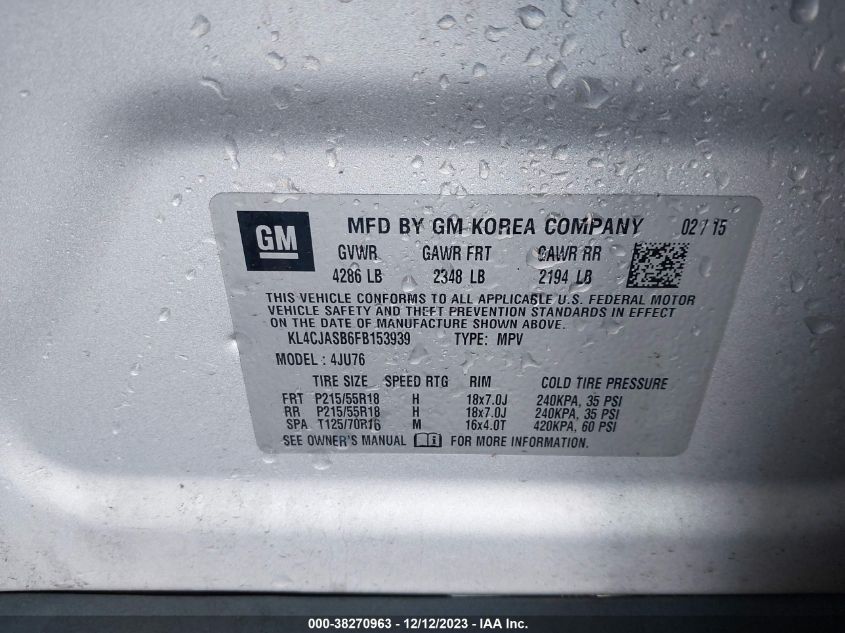 GM
MFD BY GM KOREA COMPANY 02 / 15
GVWR GAWR FRT GAWR RR
4286 LB 2348 LB 2194 LB
THIS VEHICLE CONFORMS TO ALL APPLICABLE U.S. FEDERAL MOTOR
VEHICLE SAFETY AND THEFT PREVENTION STANDARDS IN EFFECT
ON THE DATE OF MANUFACTURE SHOWN ABOVE.
KL4CJASB6FB153939 TYPE: MPV
MODEL : 4JU76
TIRE SIZE SPEED RTG RIM COLD TIRE PRESSURE
FRT P215/55R18 H 18x7.0J 240KPA, 35 PSI
RR P215/55R18 H 18x7.0J 240KPA, 35 PSI
SPA T125/70R16 M 16x4.0T 420KPA, 60 PSI
SEE OWNER'S MANUAL FOR MORE INFORMATION.
000-38270963 - 12/12/2023 - IAA Inc.